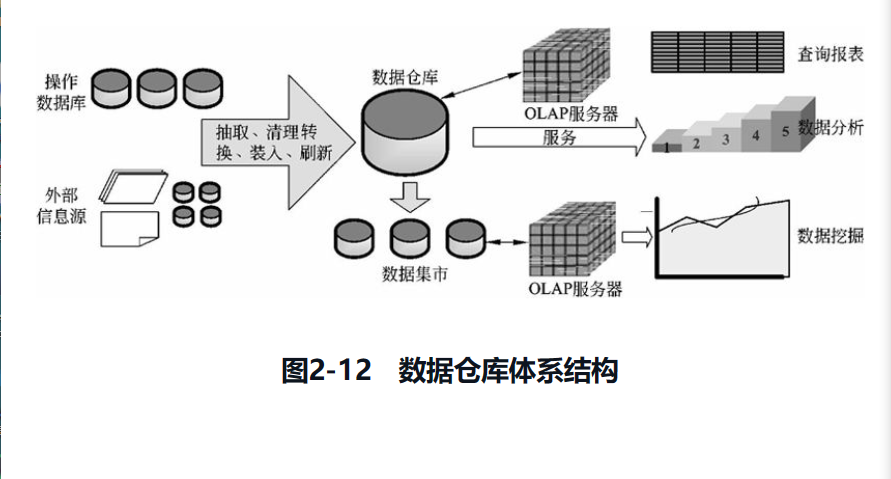 操作
数据库
外部
信息源
抽取、清理转
换、装入、刷新
数据仓库
数据集市
OLAP服务器
服务
OLAP服务器
查询报表
1 2 3 4 5
数据分析
数据挖掘
图2-12 数据仓库体系结构